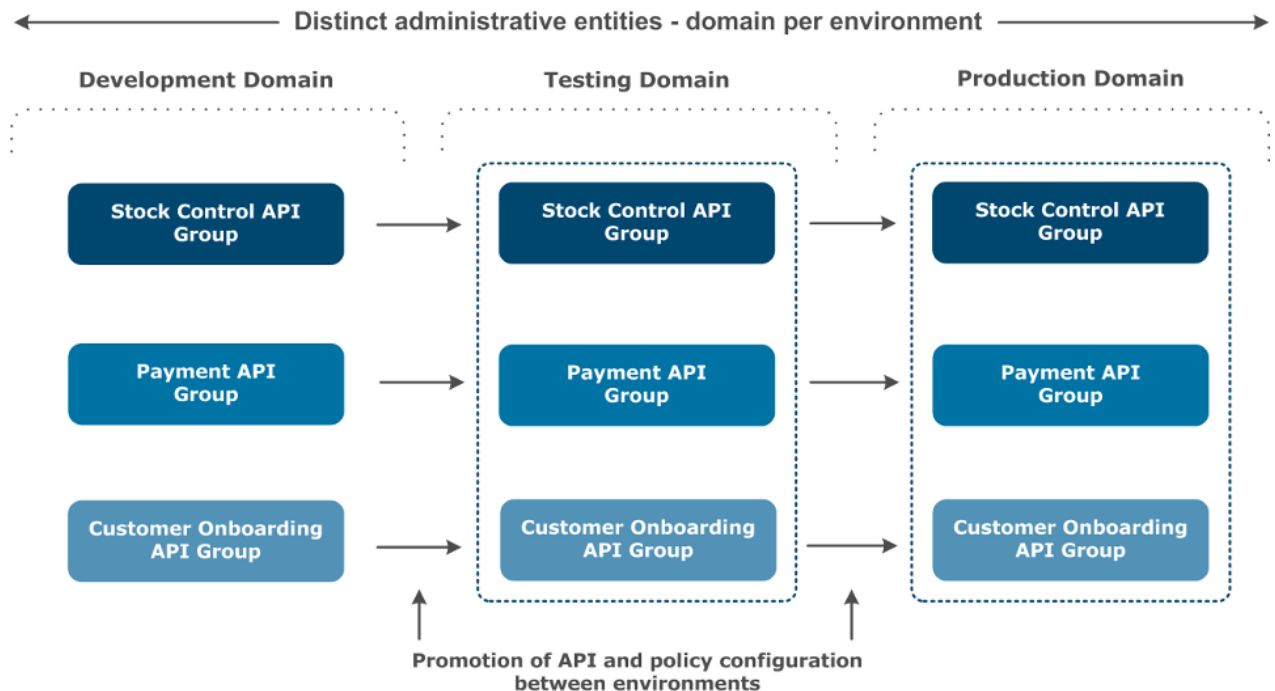 Distinct administrative entities - domain per environment
Development Domain
Testing Domain
Production Domain
Stock Control API
Group
Stock Control API
Group
Stock Control API
Group
Payment API
Group
Payment API
Group
Payment API
Group
Customer Onboarding
API Group
Customer Onboarding
API Group
Customer Onboarding
API Group
Promotion of API and policy configuration
between environments